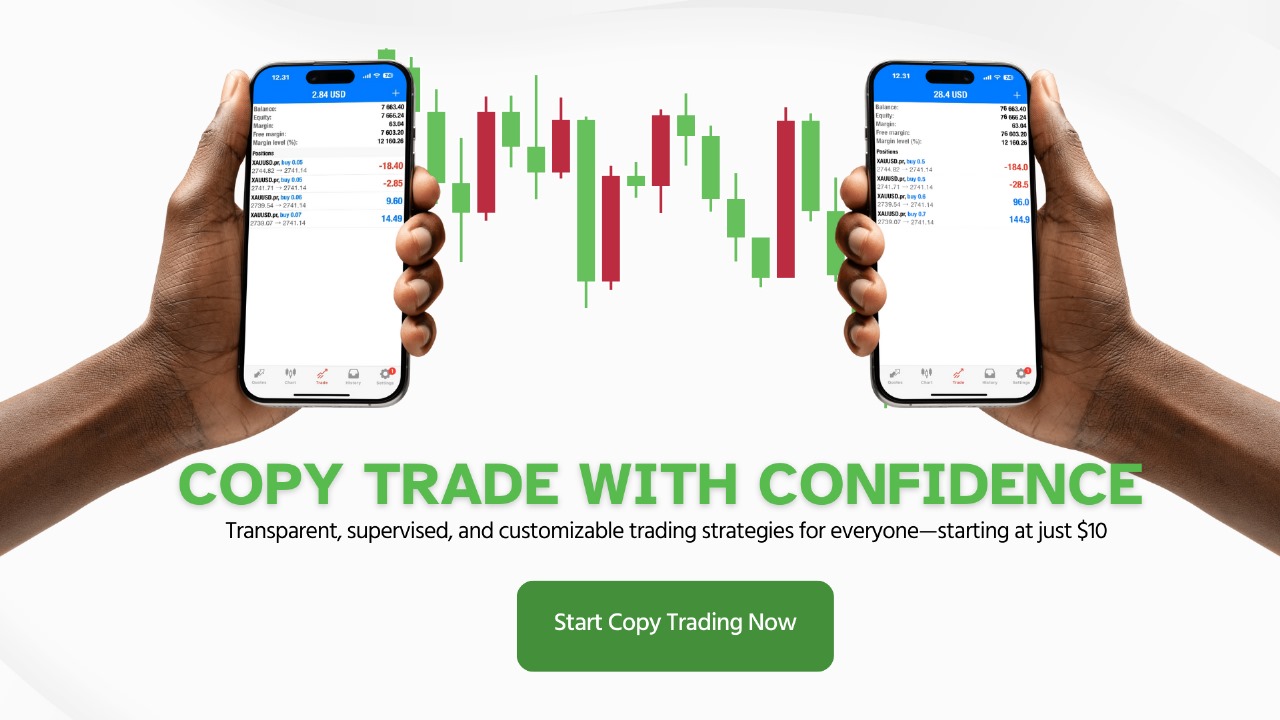 12.31
2.84 USD
Balance: 7 663.40
Equity: 7 666.24
Margin: 63.04
Free margin: 7 603.20
Margin level (%): 12 160.26
Positions
XAUUSD.pr, buy 0.05
2744.82 → 2741.14 -18.40
XAUUSD.pr, buy 0.05
2741.71 → 2741.14 -2.85
XAUUSD.pr, buy 0.06
2739.54 → 2741.14 9.60
XAUUSD.pr, buy 0.07
2739.07 → 2741.14 14.49
Quotes Chart Trade History Settings
12.31
28.4 USD
Balance: 76 663.40
Equity: 76 666.24
Margin: 63.04
Free margin: 76 603.20
Margin level (%): 12 160.26
Positions
XAUUSD.pr, buy 0.5
2744.82 → 2741.14 -184.0
XAUUSD.pr, buy 0.5
2741.71 → 2741.14 -28.5
XAUUSD.pr, buy 0.6
2739.54 → 2741.14 96.0
XAUUSD.pr, buy 0.7
2739.07 → 2741.14 144.9
Quotes Chart Trade History Settings
COPY TRADE WITH CONFIDENCE
Transparent, supervised, and customizable trading strategies for everyone—starting at just $10
Start Copy Trading Now